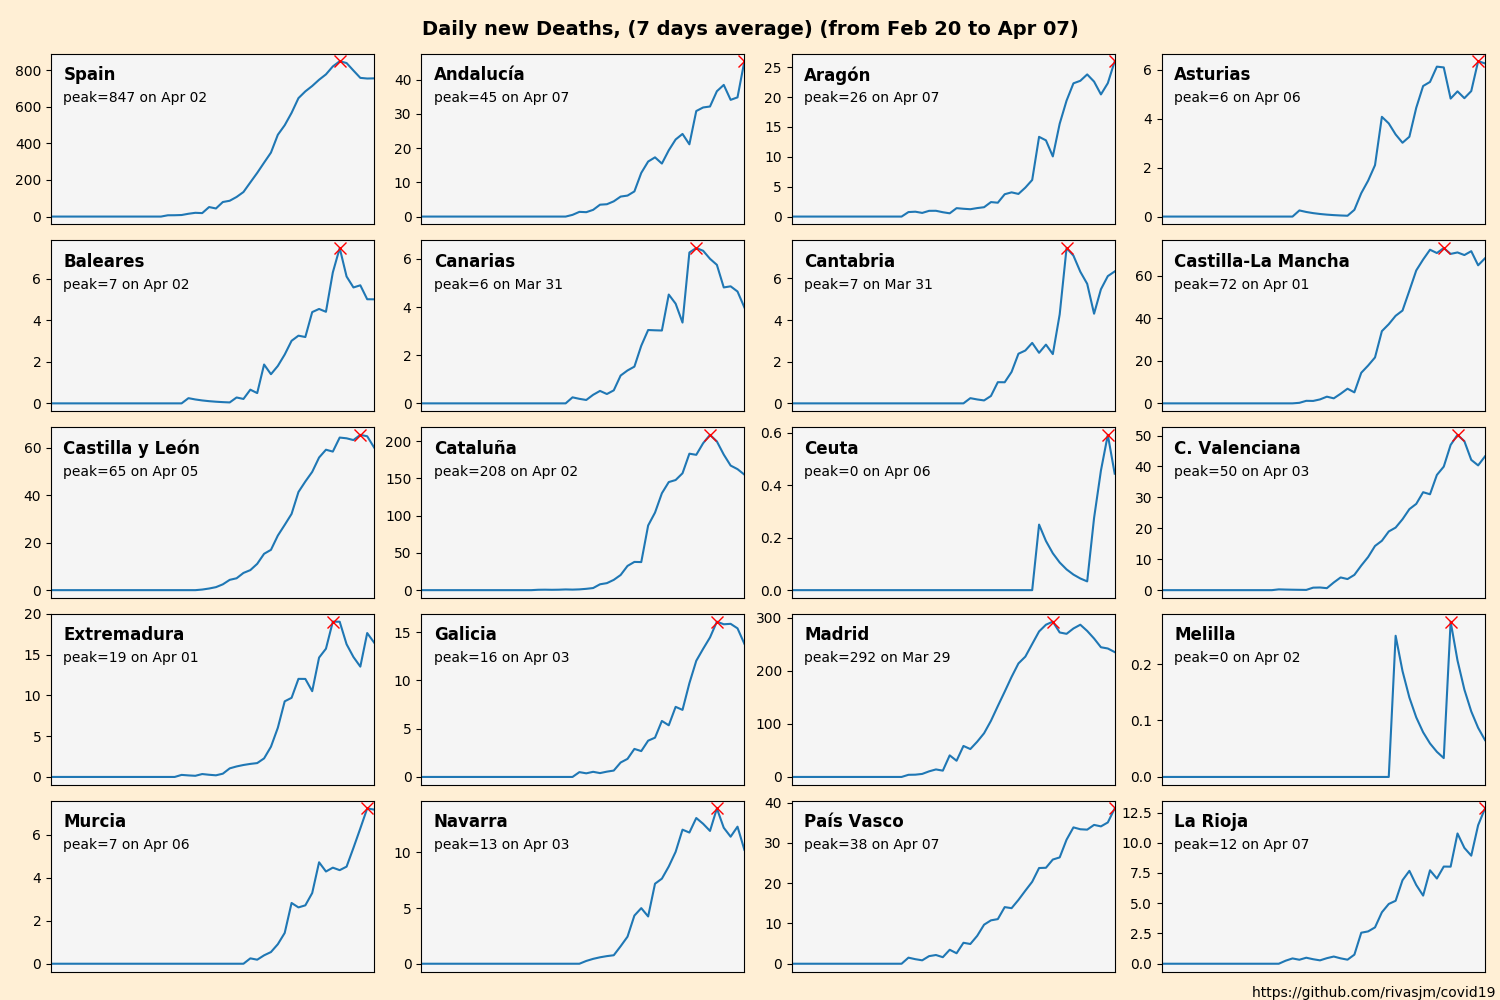 Daily new Deaths, (7 days average) (from Feb 20 to Apr 07)
Spain
peak=847 on Apr 02
800
600
400
200
0
Andalucía
peak=45 on Apr 07
40
30
20
10
0
Aragón
peak=26 on Apr 07
25
20
15
10
5
0
Asturias
peak=6 on Apr 06
6
4
2
0
Baleares
peak=7 on Apr 02
6
4
2
0
Canarias
peak=6 on Mar 31
6
4
2
0
Cantabria
peak=7 on Mar 31
6
4
2
0
Castilla-La Mancha
peak=72 on Apr 01
60
40
20
0
Castilla y León
peak=65 on Apr 05
60
40
20
0
Cataluña
peak=208 on Apr 02
200
150
100
50
0
Ceuta
peak=0 on Apr 06
0.6
0.4
0.2
0.0
C. Valenciana
peak=50 on Apr 03
50
40
30
20
10
0
Extremadura
peak=19 on Apr 01
20
15
10
5
0
Galicia
peak=16 on Apr 03
15
10
5
0
Madrid
peak=292 on Mar 29
300
200
100
0
Melilla
peak=0 on Apr 02
0.2
0.1
0.0
Murcia
peak=7 on Apr 06
6
4
2
0
Navarra
peak=13 on Apr 03
10
5
0
País Vasco
peak=38 on Apr 07
40
30
20
10
0
La Rioja
peak=12 on Apr 07
12.5
10.0
7.5
5.0
2.5
0.0
https://github.com/rivasjm/covid19